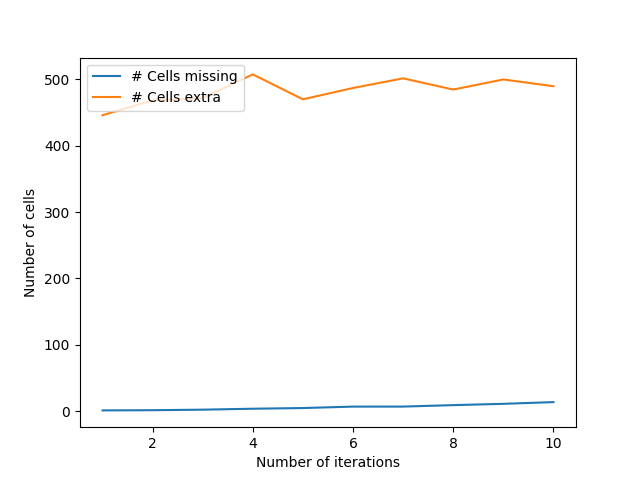 # Cells missing
# Cells extra
500
400
300
200
100
0
Number of cells
2 4 6 8 10
Number of iterations